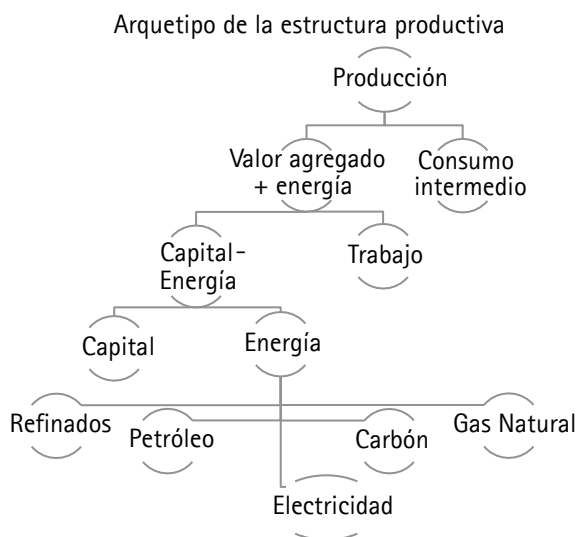 Arquetipo de la estructura productiva
Producción
Valor agregado
+ energía
Consumo
intermedio
Capital-
Energía
Trabajo
Capital
Energía
Refinados
Petróleo
Carbón
Gas Natural
Electricidad